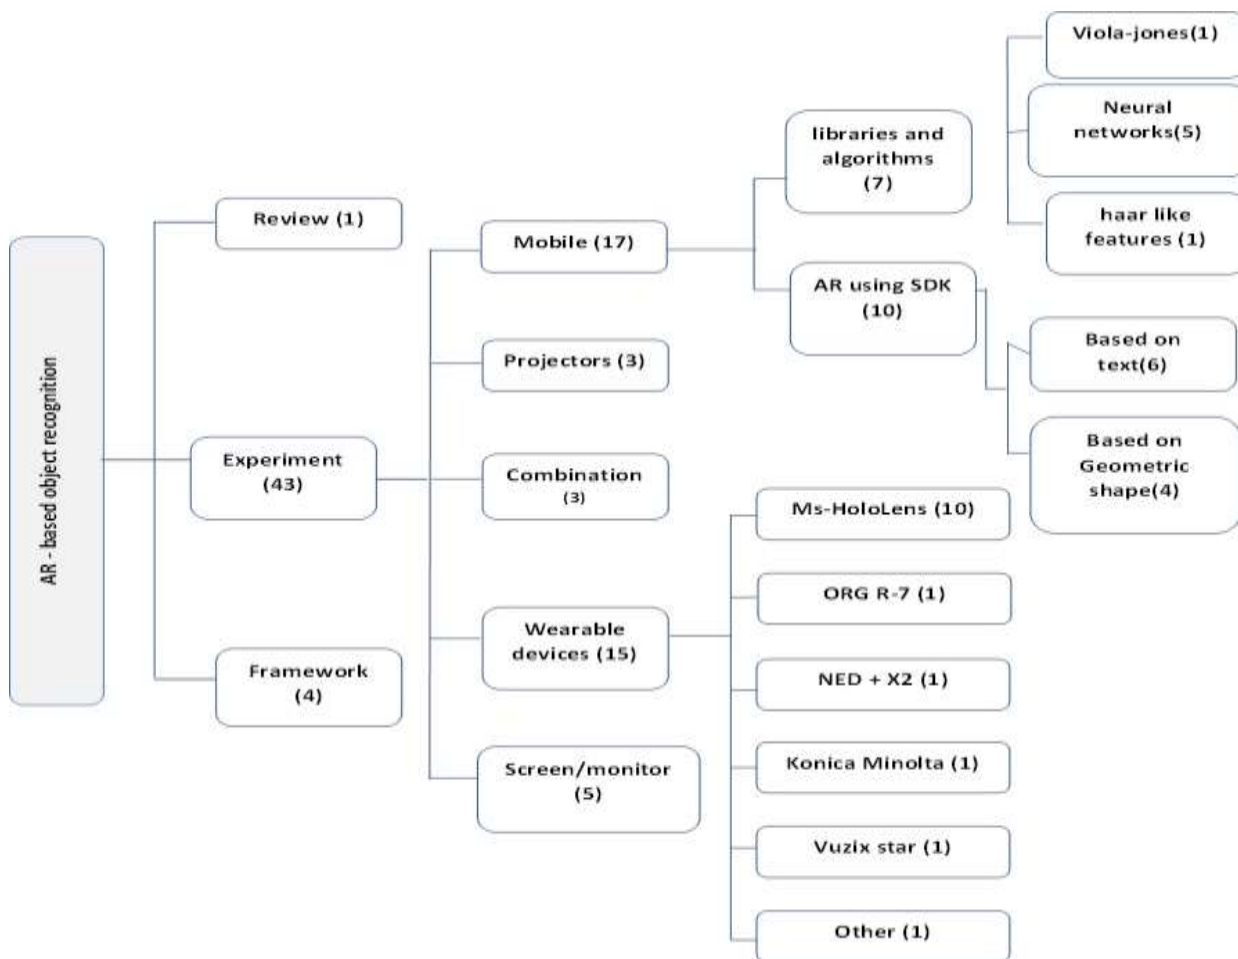 AR - based object recognition
Review (1)
Experiment
(43)
Framework
(4)
Mobile (17)
Projectors (3)
Combination
(3)
Wearable
devices (15)
Screen/monitor
(5)
libraries and
algorithms
(7)
AR using SDK
(10)
Viola-jones(1)
Neural
networks(5)
haar like
features (1)
Based on
text(6)
Based on
Geometric
shape(4)
Ms-HoloLens (10)
ORG R-7 (1)
NED + X2 (1)
Konica Minolta (1)
Vuzix star (1)
Other (1)